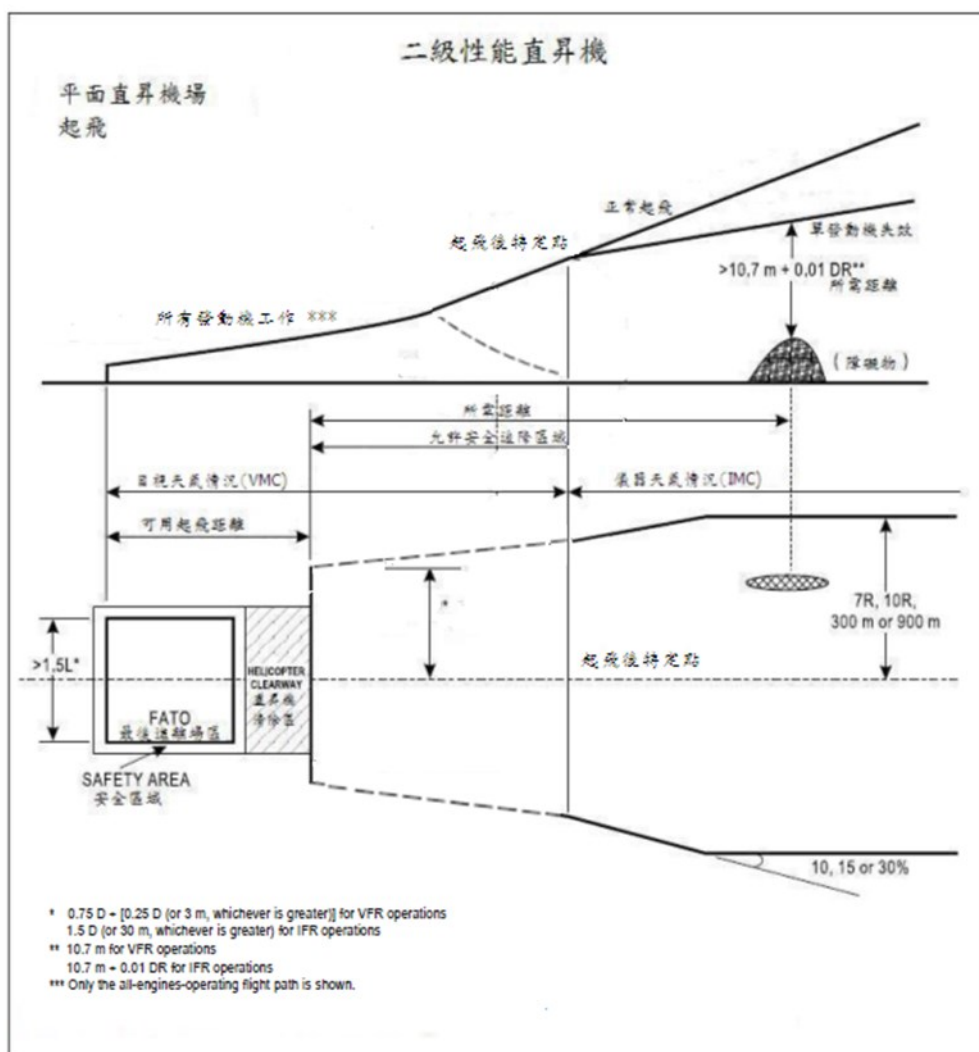 二級性能直昇機
平面直昇機場
起飛
正常起飛
起飛後特定點
單發動機失效
>10,7 m + 0,01 DR**
所需距離
所有發動機工作 ***
(障礙物)
所需距離
允許安全迫降區域
目視天氣情況(VMC)
儀器天氣情況(IMC)
可用起飛距離
*
7R, 10R,
300 m or 900 m
>1,5L*
起飛後特定點
HELICOPTER
CLEARWAY
直昇機
清除區
FATO
最後進離場區
SAFETY AREA
安全區域
10, 15 or 30%
* 0.75 D + [0.25 D (or 3 m, whichever is greater)] for VFR operations
1.5 D (or 30 m, whichever is greater) for IFR operations
** 10.7 m for VFR operations
10.7 m + 0.01 DR for IFR operations
*** Only the all-engines-operating flight path is shown.